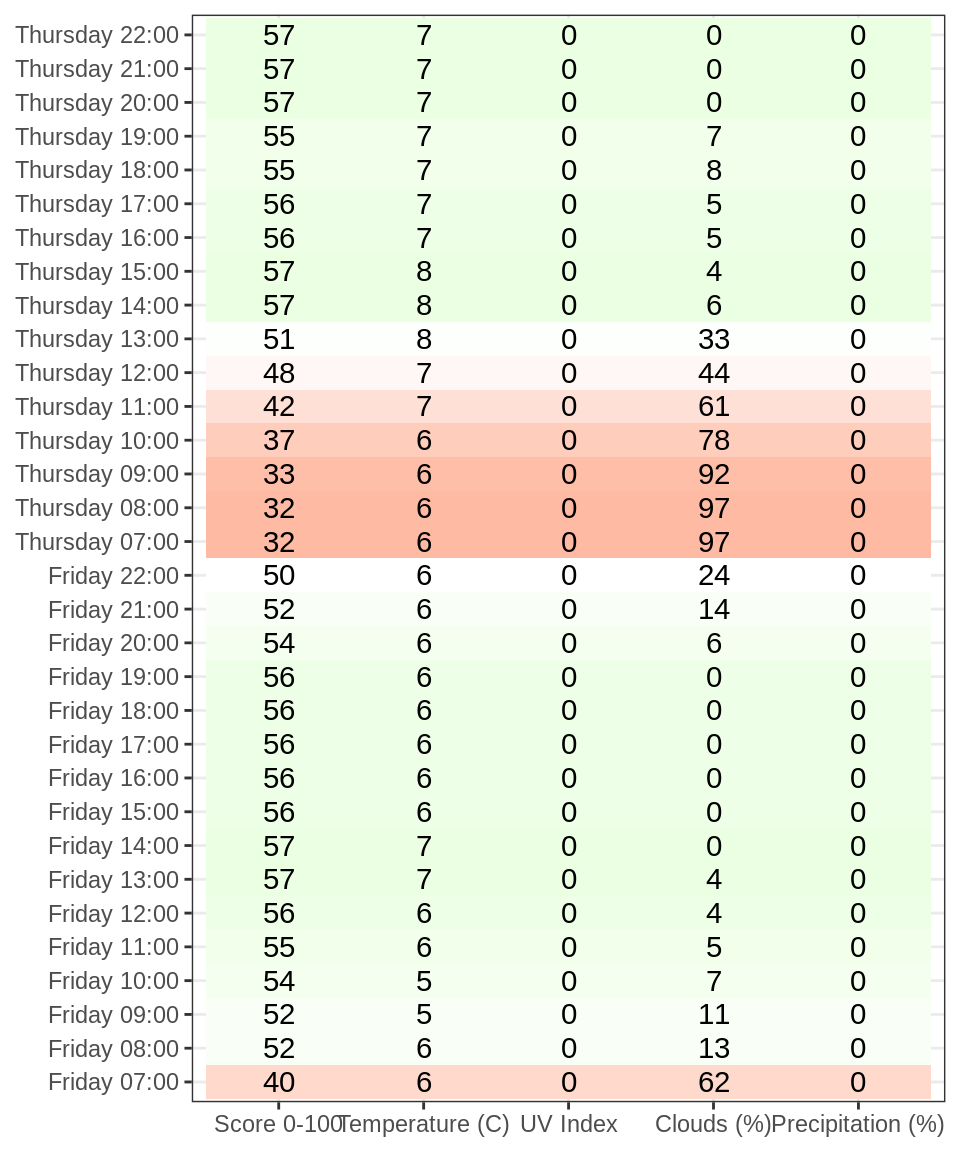 Thursday 22:00 57 7 0 0 0
Thursday 21:00 57 7 0 0 0
Thursday 20:00 57 7 0 0 0
Thursday 19:00 55 7 0 7 0
Thursday 18:00 55 7 0 8 0
Thursday 17:00 56 7 0 5 0
Thursday 16:00 56 7 0 5 0
Thursday 15:00 57 8 0 4 0
Thursday 14:00 57 8 0 6 0
Thursday 13:00 51 8 0 33 0
Thursday 12:00 48 7 0 44 0
Thursday 11:00 42 7 0 61 0
Thursday 10:00 37 6 0 78 0
Thursday 09:00 33 6 0 92 0
Thursday 08:00 32 6 0 97 0
Thursday 07:00 32 6 0 97 0
Friday 22:00 50 6 0 24 0
Friday 21:00 52 6 0 14 0
Friday 20:00 54 6 0 6 0
Friday 19:00 56 6 0 0 0
Friday 18:00 56 6 0 0 0
Friday 17:00 56 6 0 0 0
Friday 16:00 56 6 0 0 0
Friday 15:00 56 6 0 0 0
Friday 14:00 57 7 0 0 0
Friday 13:00 57 7 0 4 0
Friday 12:00 56 6 0 4 0
Friday 11:00 55 6 0 5 0
Friday 10:00 54 5 0 7 0
Friday 09:00 52 5 0 11 0
Friday 08:00 52 6 0 13 0
Friday 07:00 40 6 0 62 0
Score 0-100 Temperature (C) UV Index Clouds (%) Precipitation (%)